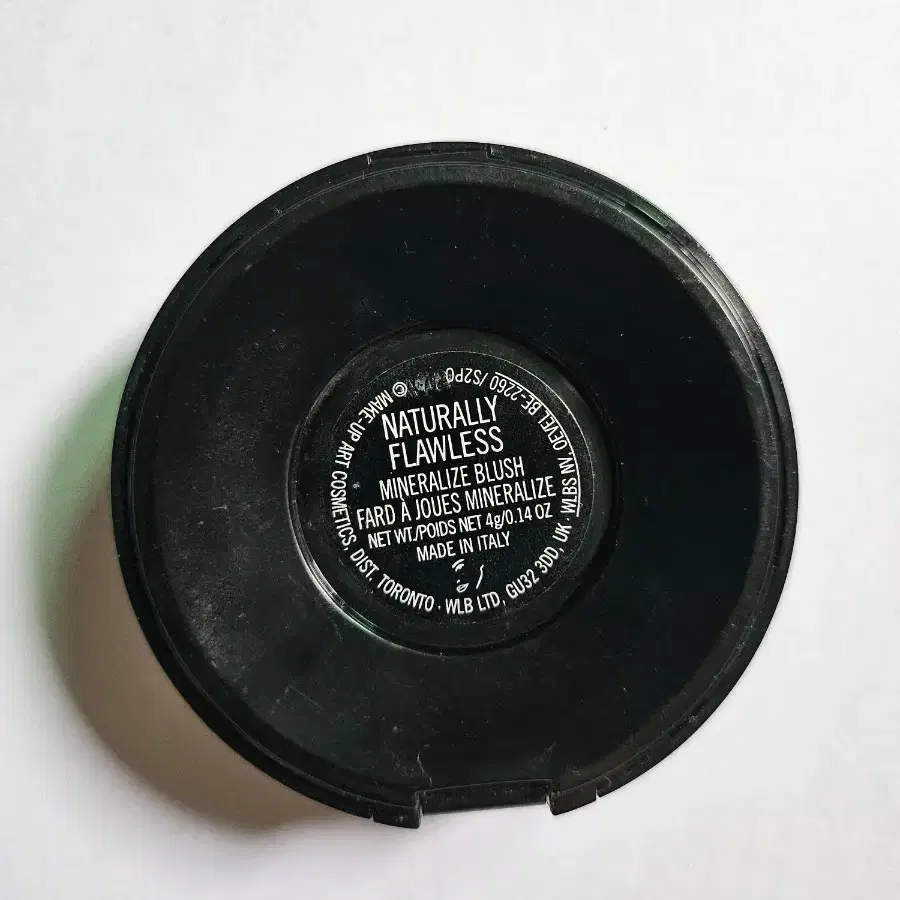 NATURALLY
FLAWLESS
MINERALIZE BLUSH
FARD À JOUES MINERALIZE
NET WT./POIDS NET 4g/0.14 OZ
MADE IN ITALY
© MAKE-UP ART COSMETICS, DIST. TORONTO · WLB LTD, GU32 3DD, UK · WLBS NV, OEVEL BE-2260 / S2P0